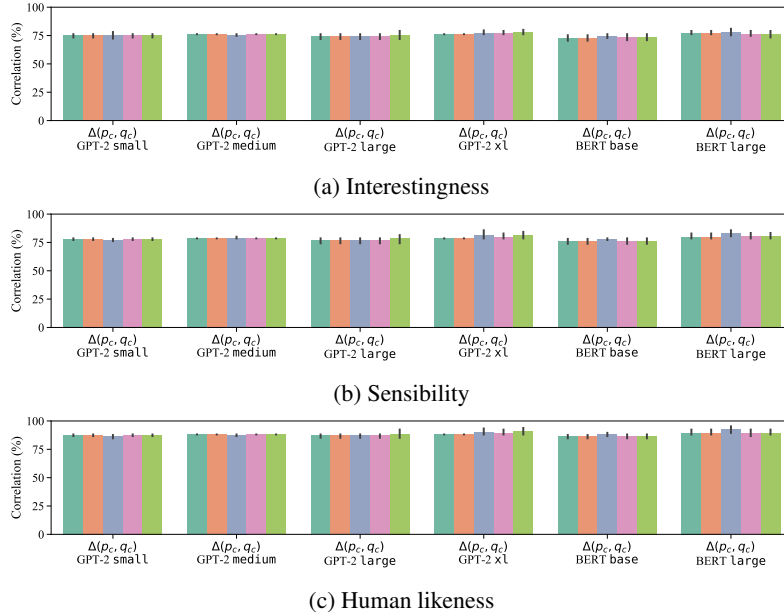 100
75
50
25
0
Correlation (%)
Δ(p_c, q_c) Δ(p_c, q_c) Δ(p_c, q_c) Δ(p_c, q_c) Δ(p_c, q_c) Δ(p_c, q_c)
GPT-2 small GPT-2 medium GPT-2 large GPT-2 xl BERT base BERT large
(a) Interestingness
100
75
50
25
0
Correlation (%)
Δ(p_c, q_c) Δ(p_c, q_c) Δ(p_c, q_c) Δ(p_c, q_c) Δ(p_c, q_c) Δ(p_c, q_c)
GPT-2 small GPT-2 medium GPT-2 large GPT-2 xl BERT base BERT large
(b) Sensibility
100
75
50
25
0
Correlation (%)
Δ(p_c, q_c) Δ(p_c, q_c) Δ(p_c, q_c) Δ(p_c, q_c) Δ(p_c, q_c) Δ(p_c, q_c)
GPT-2 small GPT-2 medium GPT-2 large GPT-2 xl BERT base BERT large
(c) Human likeness